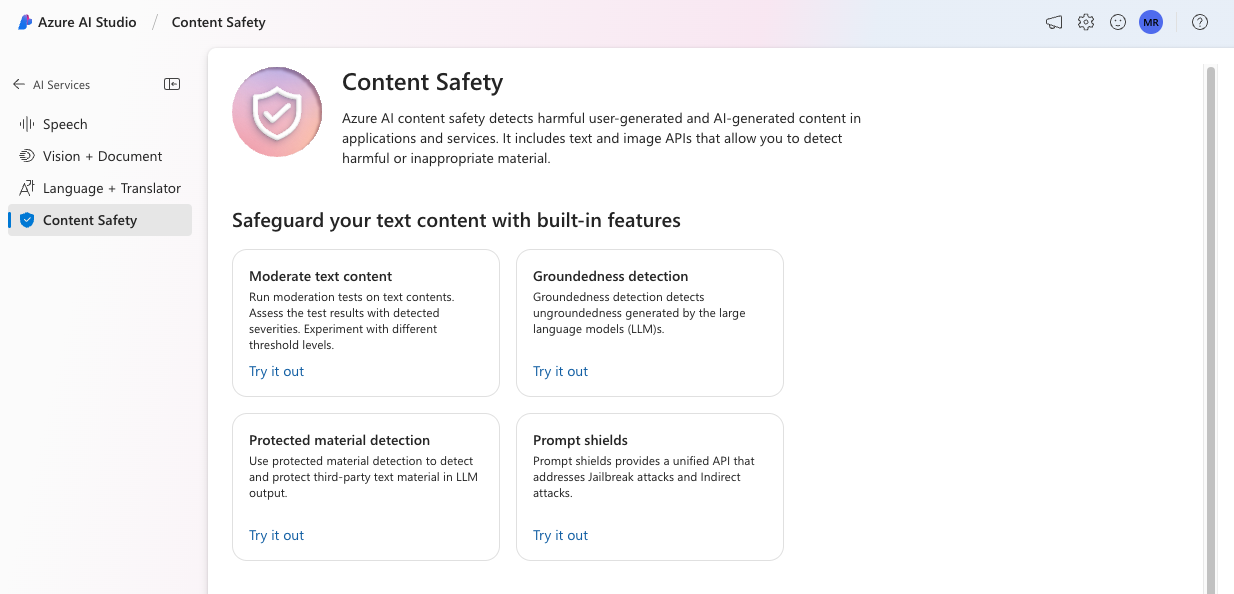 Azure AI Studio / Content Safety
MR
AI Services
Speech
Vision + Document
Language + Translator
Content Safety
Content Safety
Azure AI content safety detects harmful user-generated and AI-generated content in
applications and services. It includes text and image APIs that allow you to detect
harmful or inappropriate material.
Safeguard your text content with built-in features
Moderate text content
Run moderation tests on text contents.
Assess the test results with detected
severities. Experiment with different
threshold levels.
Try it out
Groundedness detection
Groundedness detection detects
ungroundedness generated by the large
language models (LLM)s.
Try it out
Protected material detection
Use protected material detection to detect
and protect third-party text material in LLM
output.
Try it out
Prompt shields
Prompt shields provides a unified API that
addresses Jailbreak attacks and Indirect
attacks.
Try it out